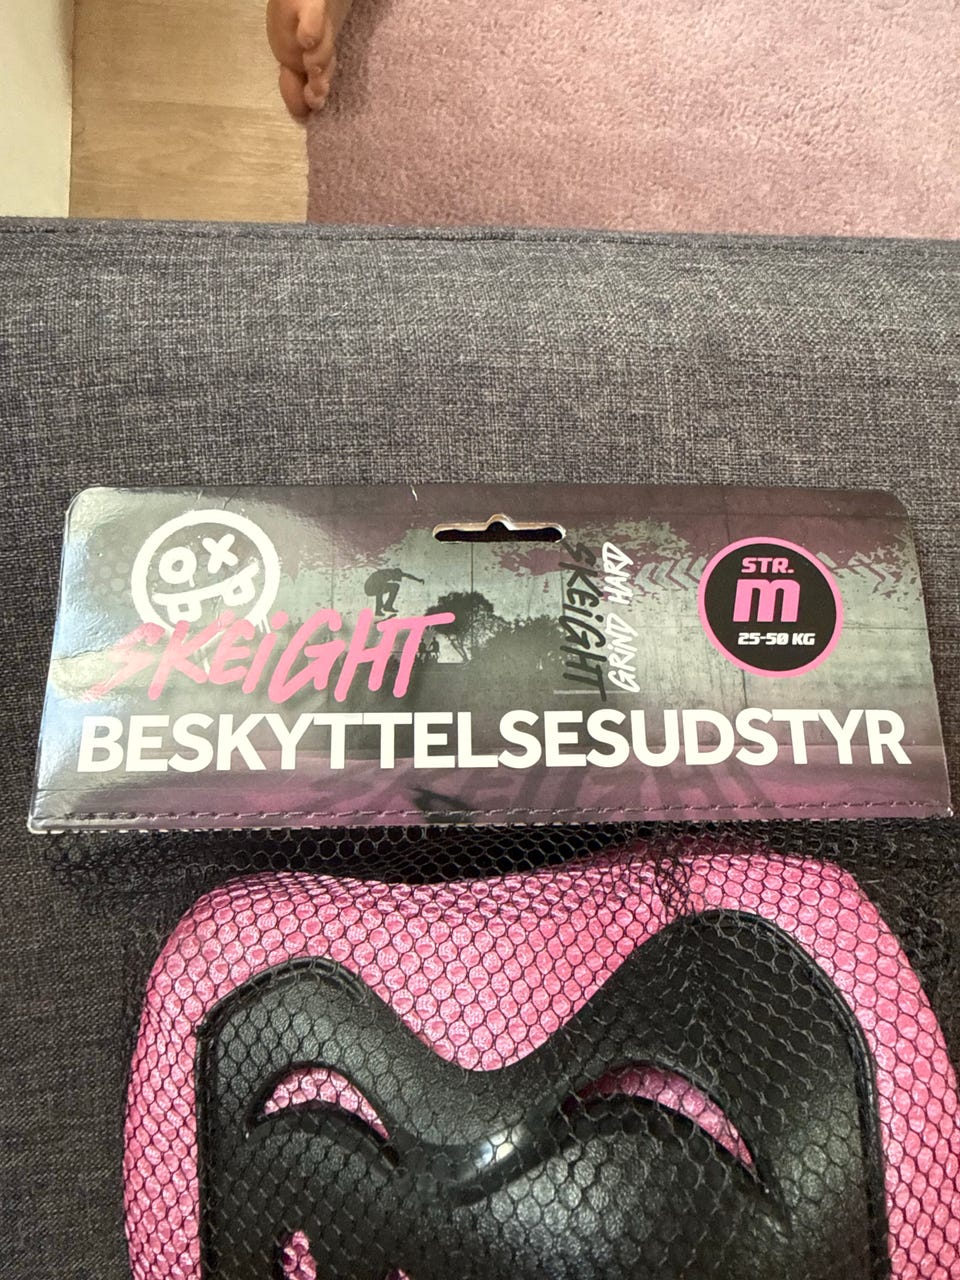 SKEIGHT
BESKYTTELSESUDSTYR
SKEIGHT
GRIND HARD
STR.
M
25-50 KG